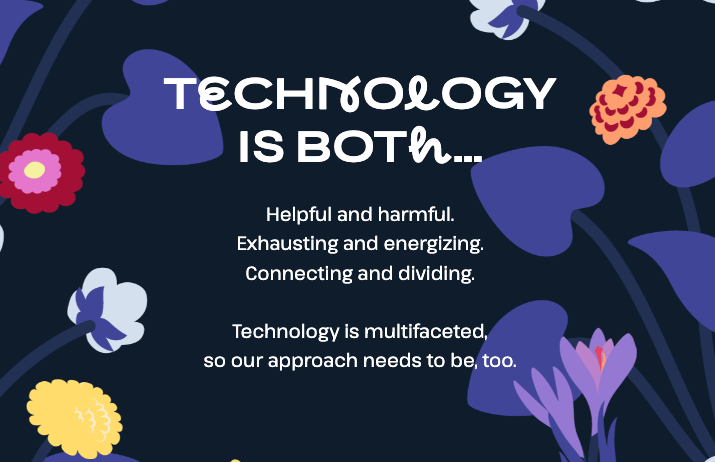 TECHNOLOGY
IS BOTh...
Helpful and harmful.
Exhausting and energizing.
Connecting and dividing.
Technology is multifaceted,
so our approach needs to be, too.